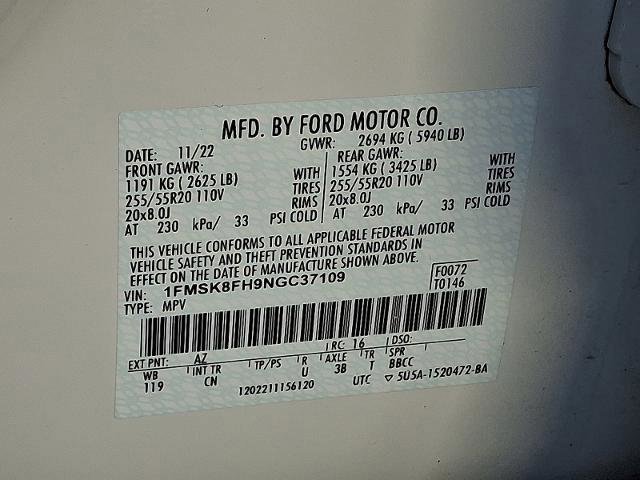 MFD. BY FORD MOTOR CO.
DATE: 11/22 GVWR: 2694 KG ( 5940 LB)
FRONT GAWR: REAR GAWR:
1191 KG ( 2625 LB) WITH 1554 KG ( 3425 LB) WITH
255/55R20 110V TIRES 255/55R20 110V TIRES
20x8.0J RIMS 20x8.0J RIMS
AT 230 kPa/ 33 PSI COLD AT 230 kPa/ 33 PSI COLD
THIS VEHICLE CONFORMS TO ALL APPLICABLE FEDERAL MOTOR
VEHICLE SAFETY AND THEFT PREVENTION STANDARDS IN
EFFECT ON THE DATE OF MANUFACTURE SHOWN ABOVE.
VIN: 1FMSK8FH9NGC37109 F0072
TYPE: MPV T0146
EXT PNT: AZ RC: 16 DSO:
WB INT TR TP/PS R AXLE TR SPR
119 CN U 3B T BBCC
1202211156120 UTC ▽ 5U5A-1520472-BA